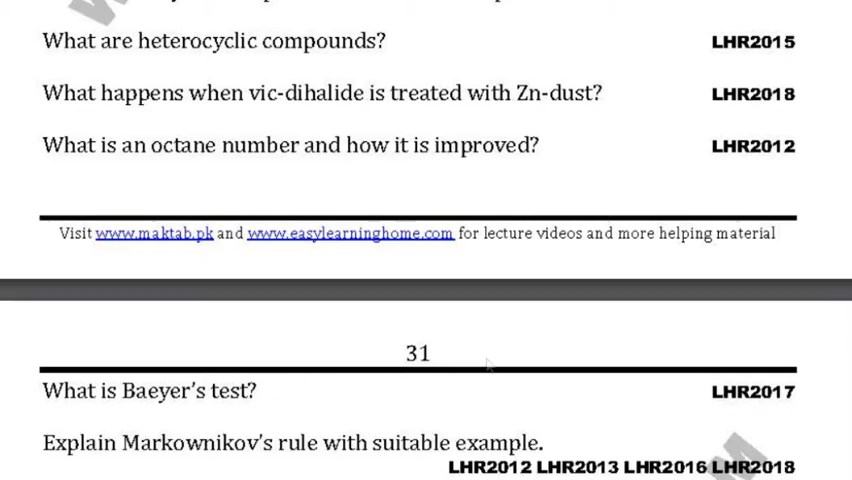 What are heterocyclic compounds? LHR2015
What happens when vic-dihalide is treated with Zn-dust? LHR2018
What is an octane number and how it is improved? LHR2012
Visit www.maktab.pk and www.easylearninghome.com for lecture videos and more helping material
31
What is Baeyer's test? LHR2017
Explain Markownikov's rule with suitable example.
LHR2012 LHR2013 LHR2016 LHR2018